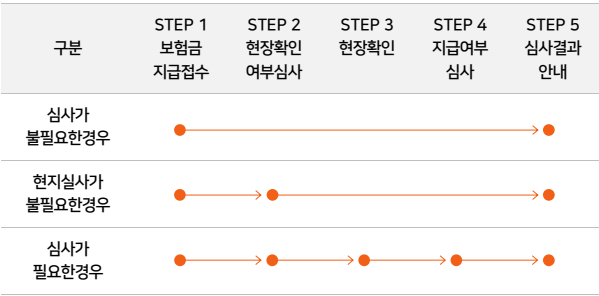 구분
STEP 1
보험금
지급접수
STEP 2
현장확인
여부심사
STEP 3
현장확인
STEP 4
지급여부
심사
STEP 5
심사결과
안내
심사가
불필요한경우
현지실사가
불필요한경우
심사가
필요한경우